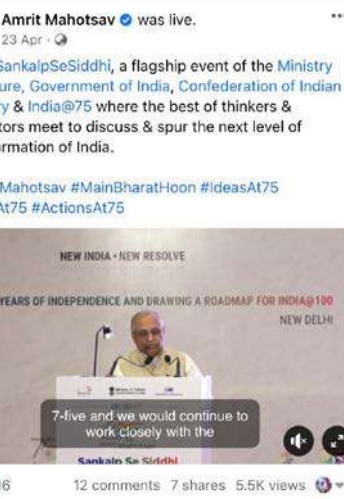 Amrit Mahotsav was live.
23 Apr ·
SankalpSeSiddhi, a flagship event of the Ministry
ure, Government of India, Confederation of Indian
ry & India@75 where the best of thinkers &
tors meet to discuss & spur the next level of
rmation of India.
Mahotsav #MainBharatHoon #IdeasAt75
At75 #ActionsAt75
NEW INDIA • NEW RESOLVE
YEARS OF INDEPENDENCE AND DRAWING A ROADMAP FOR INDIA@100
NEW DELHI
7-five and we would continue to
work closely with the
Sankalp Se Siddhi
16
12 comments 7 shares 5.5K views